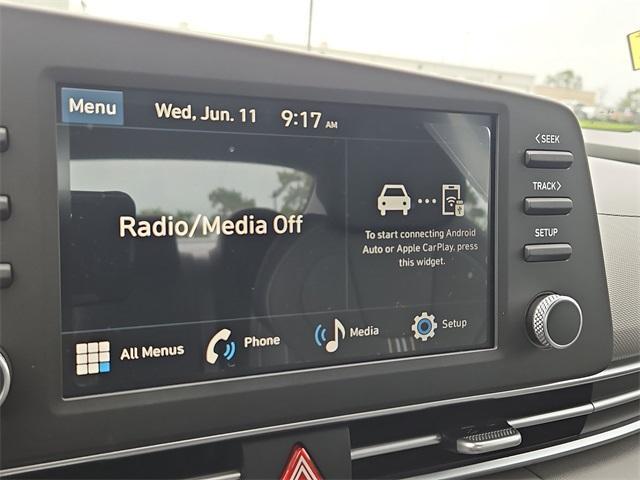 Menu
Wed, Jun. 11
9:17 AM
Radio/Media Off
To start connecting Android
Auto or Apple CarPlay, press
this widget.
All Menus
Phone
Media
Setup
<SEEK
TRACK>
SETUP